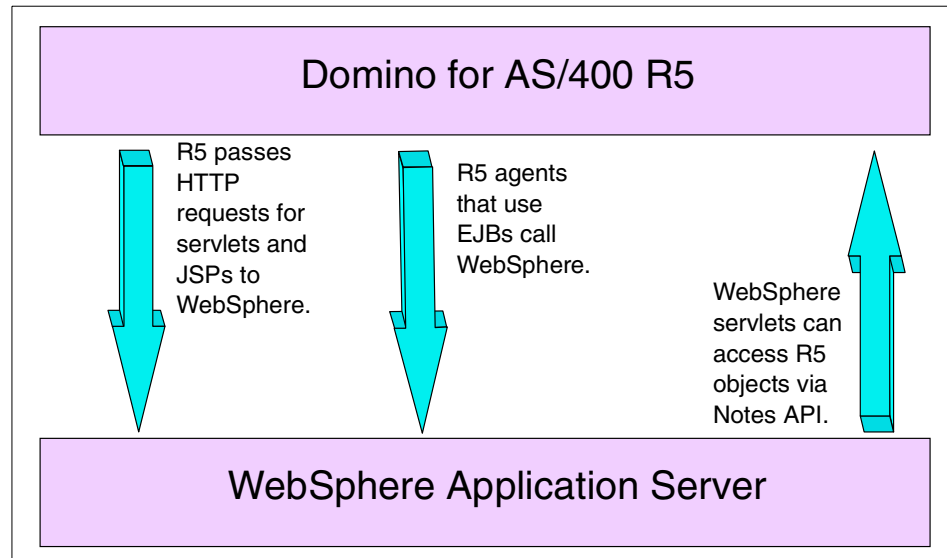 Domino for AS/400 R5
R5 passes
HTTP
requests for
servlets and
JSPs to
WebSphere.
R5 agents
that use
EJBs call
WebSphere.
WebSphere
servlets can
access R5
objects via
Notes API.
WebSphere Application Server